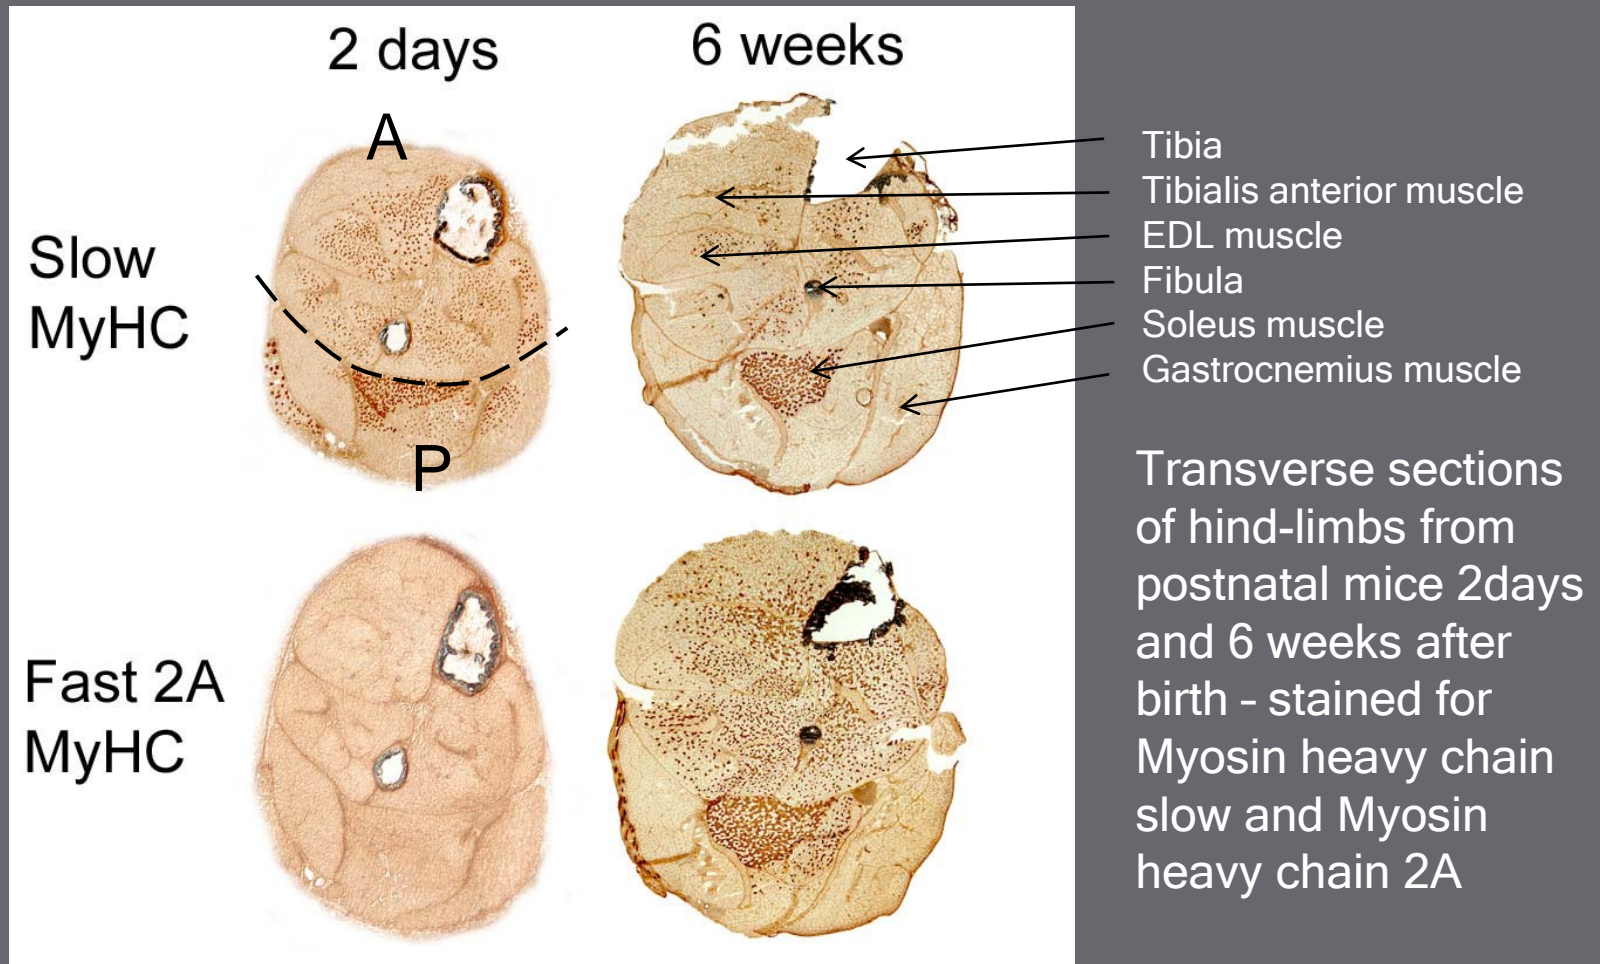 2 days
6 weeks
A
Slow
MyHC
P
Fast 2A
MyHC
Tibia
Tibialis anterior muscle
EDL muscle
Fibula
Soleus muscle
Gastrocnemius muscle
Transverse sections
of hind-limbs from
postnatal mice 2days
and 6 weeks after
birth – stained for
Myosin heavy chain
slow and Myosin
heavy chain 2A